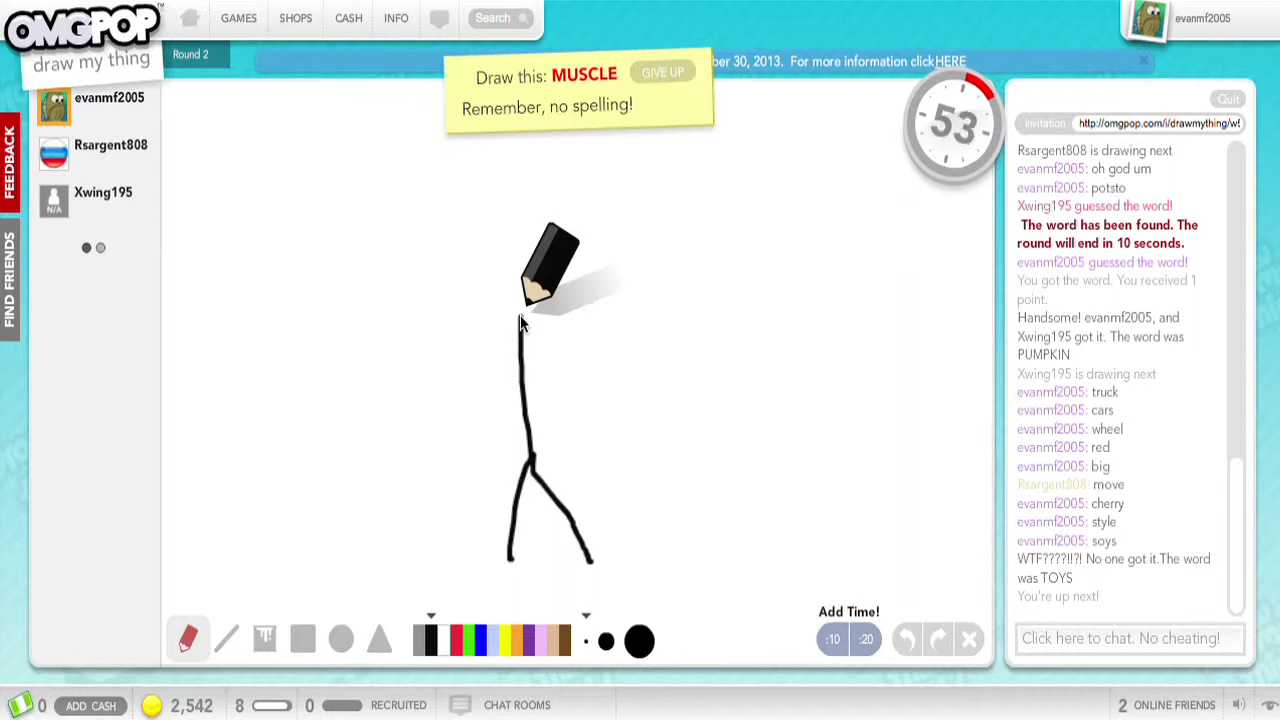 OMGPOP™
GAMES SHOPS CASH INFO Search
evanmf2005
draw my thing
Round 2
ber 30, 2013. For more information clickHERE
Draw this: MUSCLE GIVE UP
Remember, no spelling!
53
FEEDBACK
FIND FRIENDS
evanmf2005
Rsargent808
N/A
Xwing195
Quit
Invitation
Rsargent808 is drawing next
evanmf2005: oh god um
evanmf2005: potsto
Xwing195 guessed the word!
The word has been found. The
round will end in 10 seconds.
evanmf2005 guessed the word!
You got the word. You received 1
point.
Handsome! evanmf2005, and
Xwing195 got it. The word was
PUMPKIN
Xwing195 is drawing next
evanmf2005: truck
evanmf2005: cars
evanmf2005: wheel
evanmf2005: red
evanmf2005: big
Rsargent808: move
evanmf2005: cherry
evanmf2005: style
evanmf2005: soys
WTF????!!?! No one got it.The word
was TOYS
You're up next!
Click here to chat. No cheating!
Add Time!
:10 :20
0 ADD CASH 2,542 8 0 RECRUITED CHAT ROOMS 2 ONLINE FRIENDS